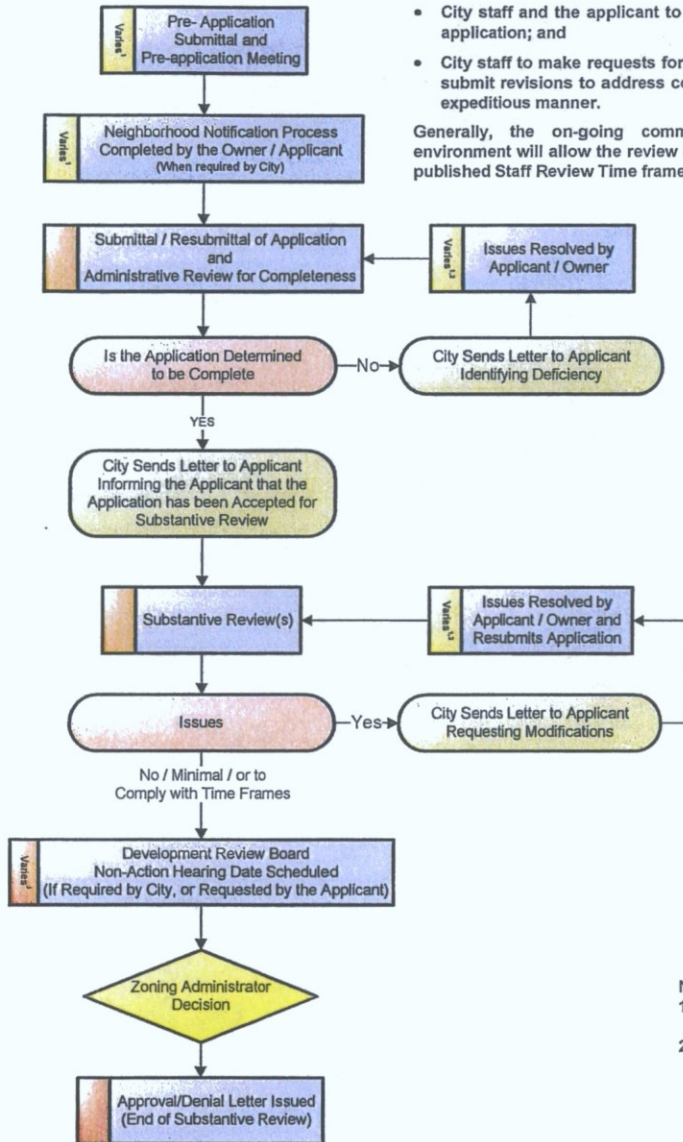 Pre- Application
Submittal and
Pre-application Meeting
Varies¹
• City staff and the applicant to
application; and
• City staff to make requests for
submit revisions to address co
expeditious manner.
Generally, the on-going comm
environment will allow the review
published Staff Review Time frame
Neighborhood Notification Process
Completed by the Owner / Applicant
(When required by City)
Varies¹
Submittal / Resubmittal of Application
and
Administrative Review for Completeness
Varies¹,²
Issues Resolved by
Applicant / Owner
Is the Application Determined
to be Complete
No
City Sends Letter to Applicant
Identifying Deficiency
YES
City Sends Letter to Applicant
Informing the Applicant that the
Application has been Accepted for
Substantive Review
Substantive Review(s)
Issues Resolved by
Applicant / Owner and
Resubmits Application
Issues
Yes
City Sends Letter to Applicant
Requesting Modifications
No / Minimal / or to
Comply with Time Frames
Development Review Board
Non-Action Hearing Date Scheduled
(If Required by City, or Requested by the Applicant)
Zoning Administrator
Decision
N
1
2
Approval/Denial Letter Issued
(End of Substantive Review)